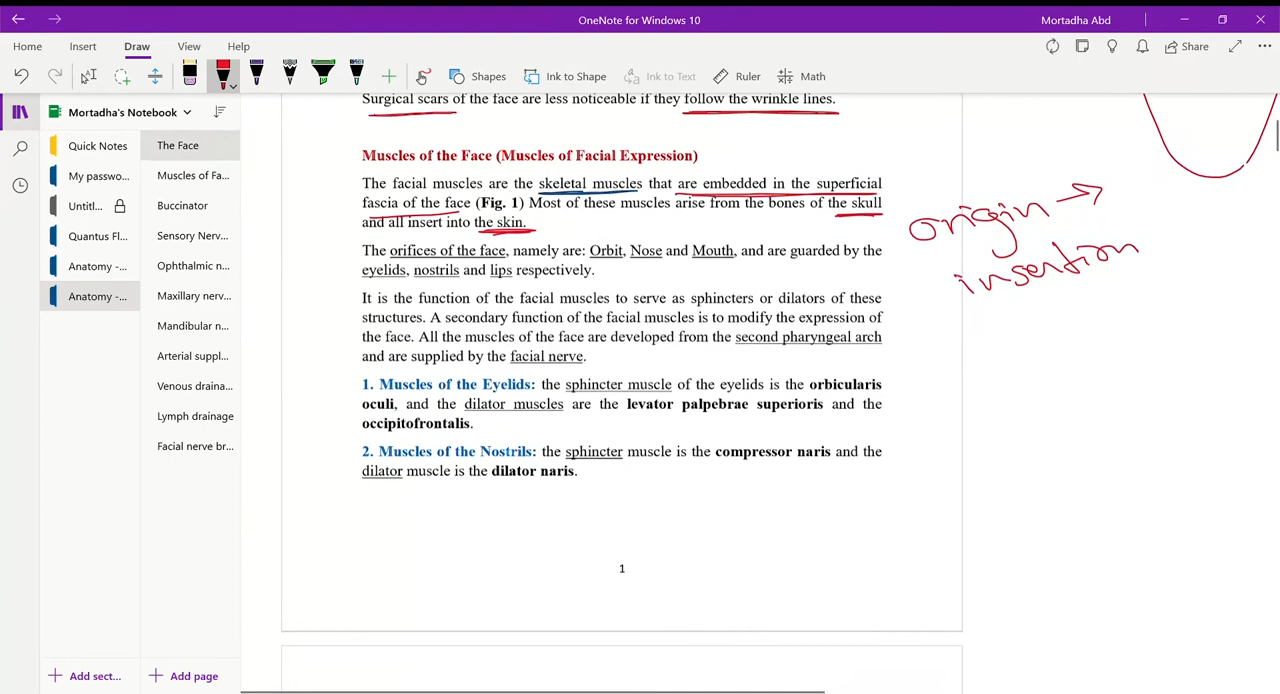 OneNote for Windows 10
Mortadha Abd
Home Insert Draw View Help
Share
Shapes Ink to Shape Ink to Text Ruler Math
Mortadha's Notebook
Quick Notes
My passwo...
Untitl...
Quantus Fl...
Anatomy -...
Anatomy -...
Add sect...
The Face
Muscles of Fa...
Buccinator
Sensory Nerv...
Ophthalmic n...
Maxillary nerv...
Mandibular n...
Arterial suppl...
Venous draina...
Lymph drainage
Facial nerve br...
Add page
Surgical scars of the face are less noticeable if they follow the wrinkle lines.
Muscles of the Face (Muscles of Facial Expression)
The facial muscles are the skeletal muscles that are embedded in the superficial
fascia of the face (Fig. 1) Most of these muscles arise from the bones of the skull
and all insert into the skin.
The orifices of the face, namely are: Orbit, Nose and Mouth, and are guarded by the
eyelids, nostrils and lips respectively.
It is the function of the facial muscles to serve as sphincters or dilators of these
structures. A secondary function of the facial muscles is to modify the expression of
the face. All the muscles of the face are developed from the second pharyngeal arch
and are supplied by the facial nerve.
1. Muscles of the Eyelids: the sphincter muscle of the eyelids is the orbicularis
oculi, and the dilator muscles are the levator palpebrae superioris and the
occipitofrontalis.
2. Muscles of the Nostrils: the sphincter muscle is the compressor naris and the
dilator muscle is the dilator naris.
1
origin →
insertion